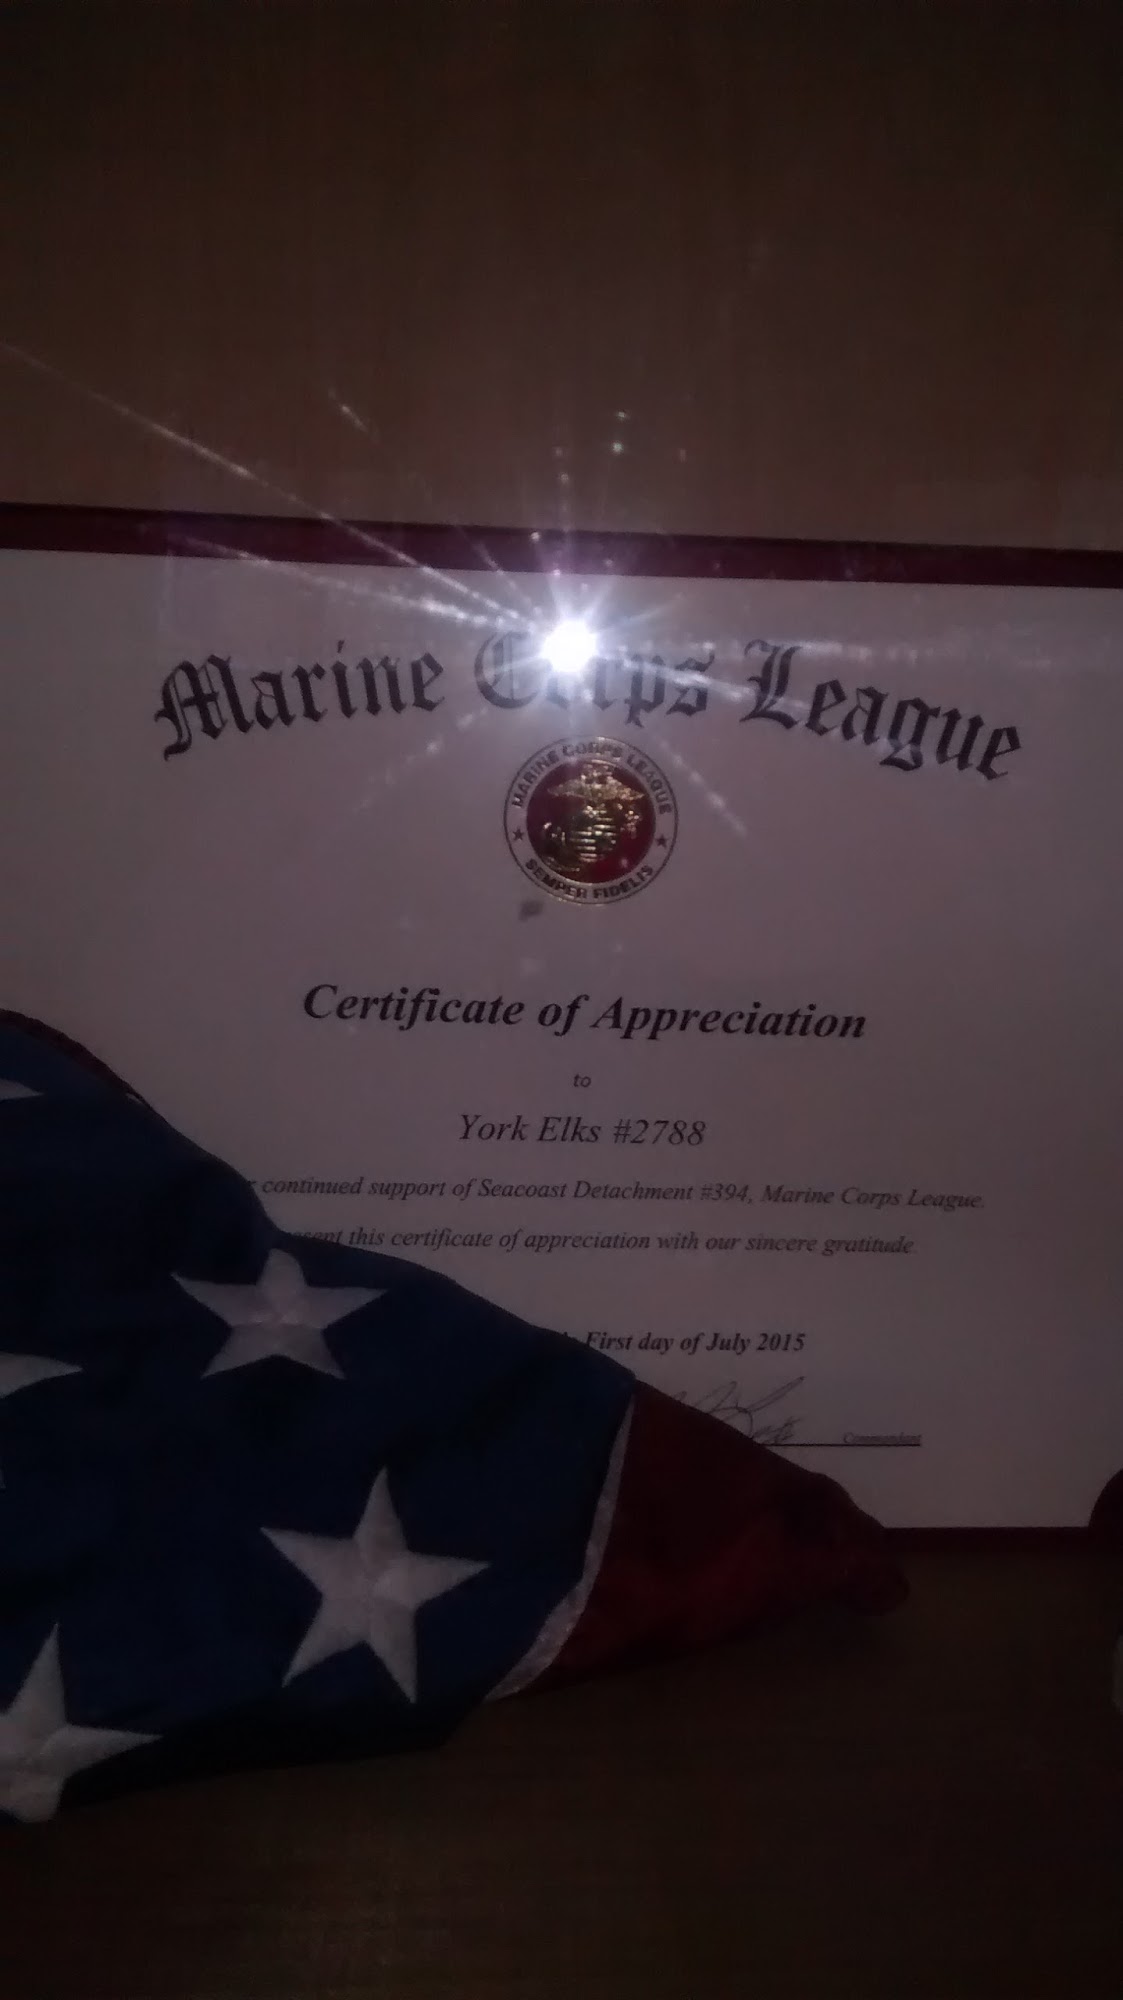 Marine Corps League
MARINE CORPS LEAGUE
SEMPER FIDELIS
Certificate of Appreciation
to
York Elks #2788
continued support of Seacoast Detachment #394, Marine Corps League.
this certificate of appreciation with our sincere gratitude
First day of July 2015
Commandant